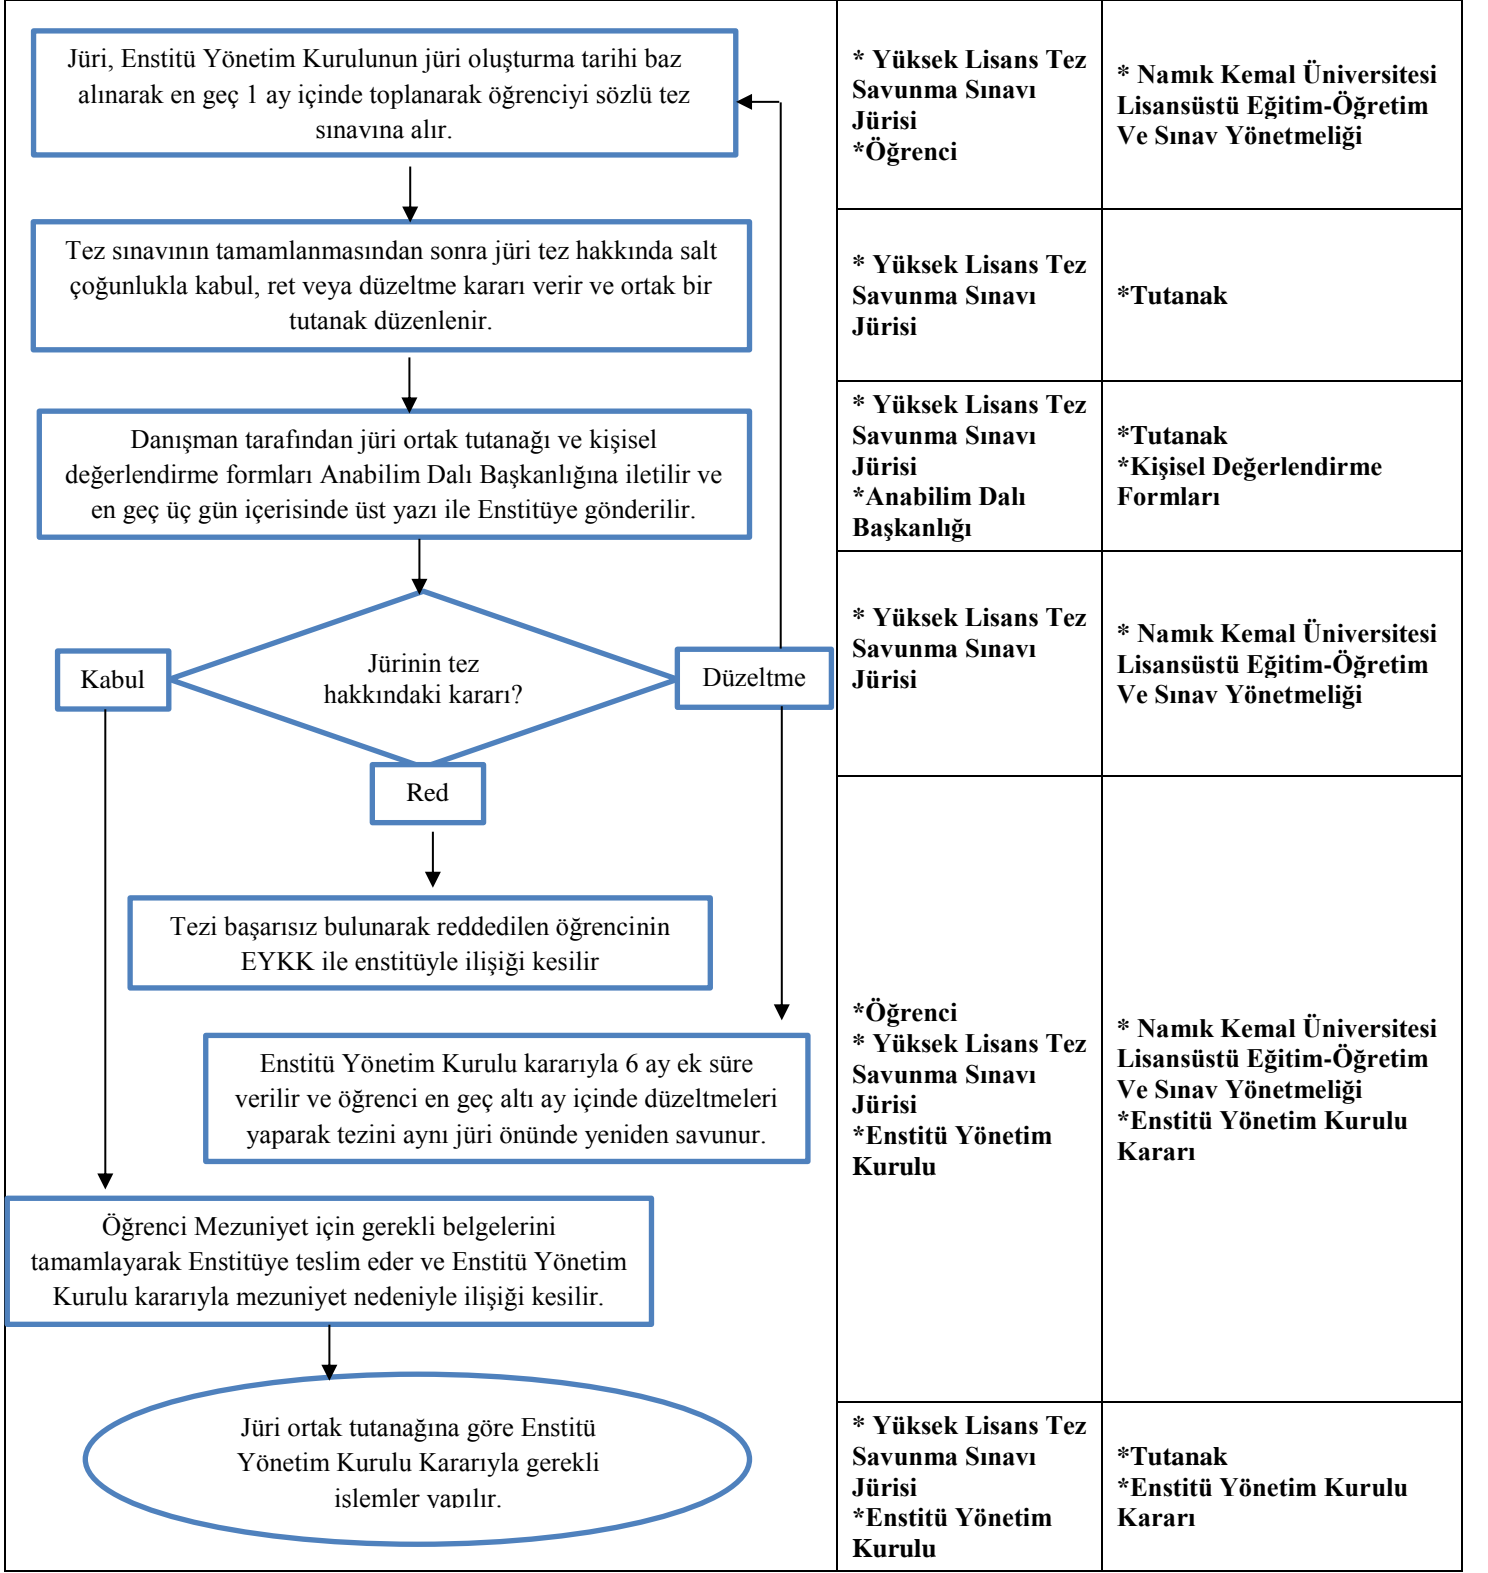 Jüri, Enstitü Yönetim Kurulunun jüri oluşturma tarihi baz
alınarak en geç 1 ay içinde toplanarak öğrenciyi sözlü tez
sınavına alır.
* Yüksek Lisans Tez
Savunma Sınavı
Jürisi
*Öğrenci
* Namık Kemal Üniversitesi
Lisansüstü Eğitim-Öğretim
Ve Sınav Yönetmeliği
Tez sınavının tamamlanmasından sonra jüri tez hakkında salt
çoğunlukla kabul, ret veya düzeltme kararı verir ve ortak bir
tutanak düzenlenir.
* Yüksek Lisans Tez
Savunma Sınavı
Jürisi
*Tutanak
Danışman tarafından jüri ortak tutanağı ve kişisel
değerlendirme formları Anabilim Dalı Başkanlığına iletilir ve
en geç üç gün içerisinde üst yazı ile Enstitüye gönderilir.
* Yüksek Lisans Tez
Savunma Sınavı
Jürisi
*Anabilim Dalı
Başkanlığı
*Tutanak
*Kişisel Değerlendirme
Formları
Kabul
Jürinin tez
hakkındaki kararı?
Düzeltme
Red
* Yüksek Lisans Tez
Savunma Sınavı
Jürisi
* Namık Kemal Üniversitesi
Lisansüstü Eğitim-Öğretim
Ve Sınav Yönetmeliği
Tezi başarısız bulunarak reddedilen öğrencinin
EYKK ile enstitüyle ilişiği kesilir
Enstitü Yönetim Kurulu kararıyla 6 ay ek süre
verilir ve öğrenci en geç altı ay içinde düzeltmeleri
yaparak tezini aynı jüri önünde yeniden savunur.
Öğrenci Mezuniyet için gerekli belgelerini
tamamlayarak Enstitüye teslim eder ve Enstitü Yönetim
Kurulu kararıyla mezuniyet nedeniyle ilişiği kesilir.
*Öğrenci
* Yüksek Lisans Tez
Savunma Sınavı
Jürisi
*Enstitü Yönetim
Kurulu
* Namık Kemal Üniversitesi
Lisansüstü Eğitim-Öğretim
Ve Sınav Yönetmeliği
*Enstitü Yönetim Kurulu
Kararı
Jüri ortak tutanağına göre Enstitü
Yönetim Kurulu Kararıyla gerekli
işlemler yapılır.
* Yüksek Lisans Tez
Savunma Sınavı
Jürisi
*Enstitü Yönetim
Kurulu
*Tutanak
*Enstitü Yönetim Kurulu
Kararı